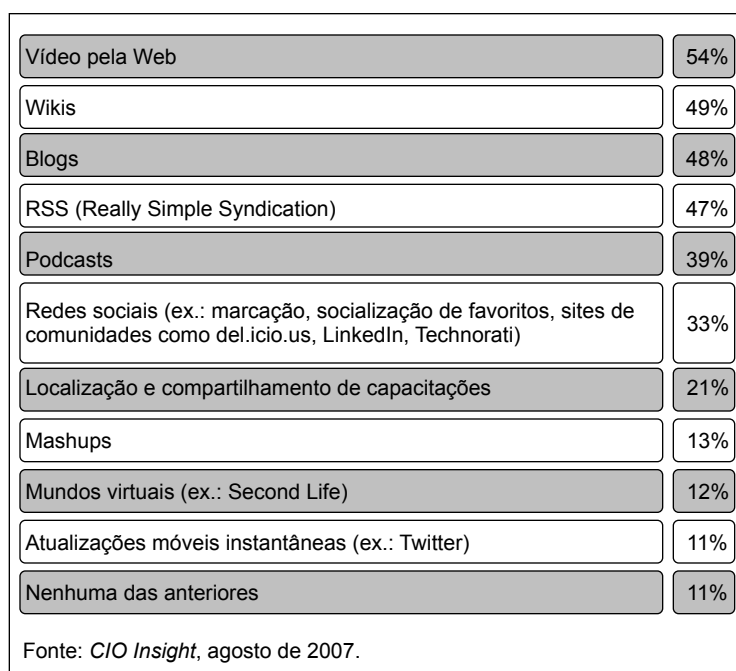 Vídeo pela Web 54%
Wikis 49%
Blogs 48%
RSS (Really Simple Syndication) 47%
Podcasts 39%
Redes sociais (ex.: marcação, socialização de favoritos, sites de
comunidades como del.icio.us, LinkedIn, Technorati) 33%
Localização e compartilhamento de capacitações 21%
Mashups 13%
Mundos virtuais (ex.: Second Life) 12%
Atualizações móveis instantâneas (ex.: Twitter) 11%
Nenhuma das anteriores 11%
Fonte: CIO Insight, agosto de 2007.